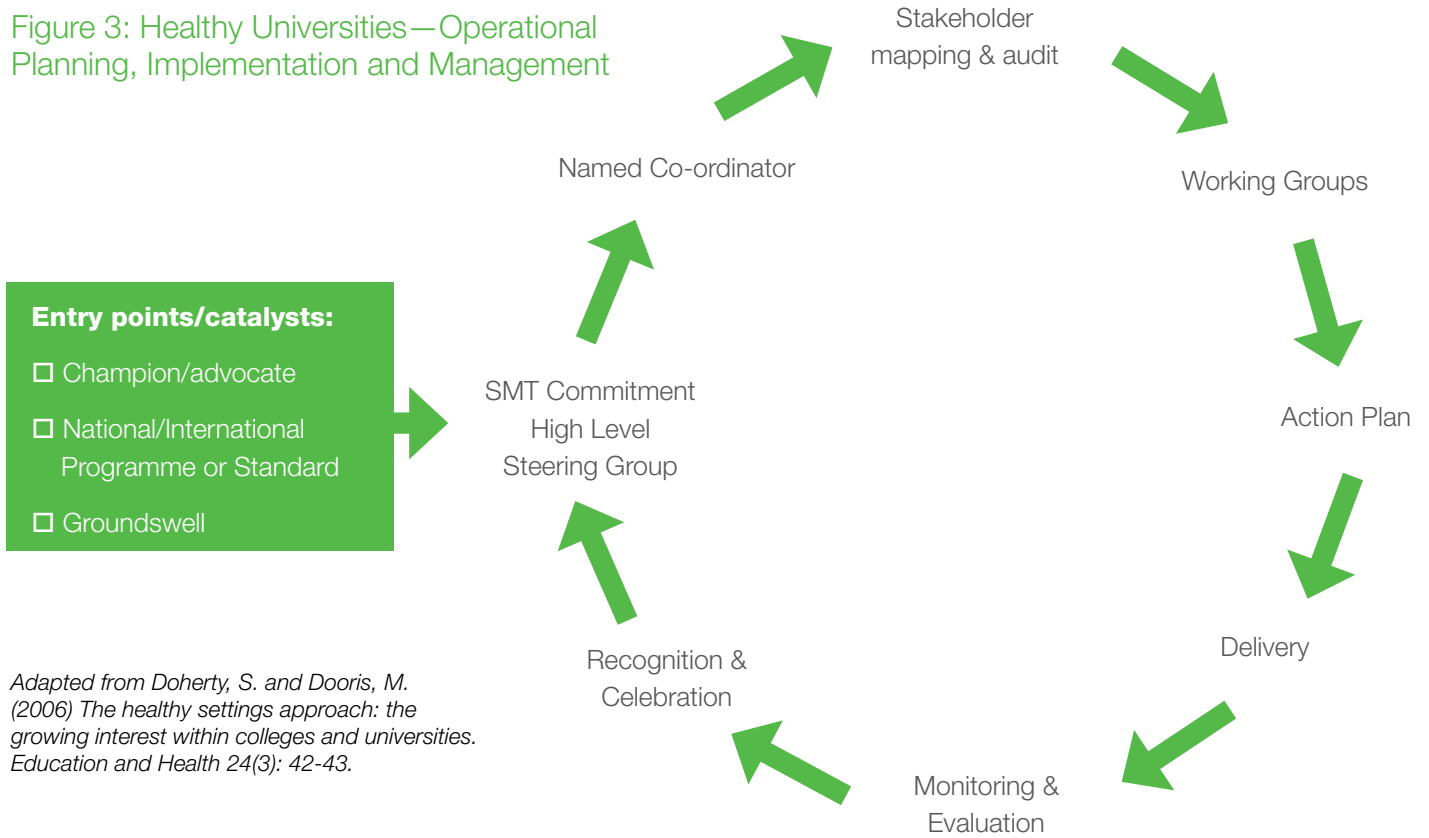 Figure 3: Healthy Universities—Operational
Planning, Implementation and Management
Stakeholder
mapping & audit
Named Co-ordinator
Working Groups
Entry points/catalysts:
☐ Champion/advocate
☐ National/International
Programme or Standard
☐ Groundswell
SMT Commitment
High Level
Steering Group
Action Plan
Delivery
Recognition &
Celebration
Monitoring &
Evaluation
Adapted from Doherty, S. and Dooris, M.
(2006) The healthy settings approach: the
growing interest within colleges and universities.
Education and Health 24(3): 42-43.